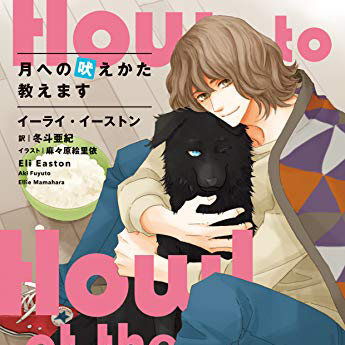 How to
月への吠えかた
教えます
イーライ・イーストン
訳｜冬斗亜紀
イラスト｜麻々原絵里依
Eli Easton
Aki Fuyuto
Ellie Mamahara
Howl
at the